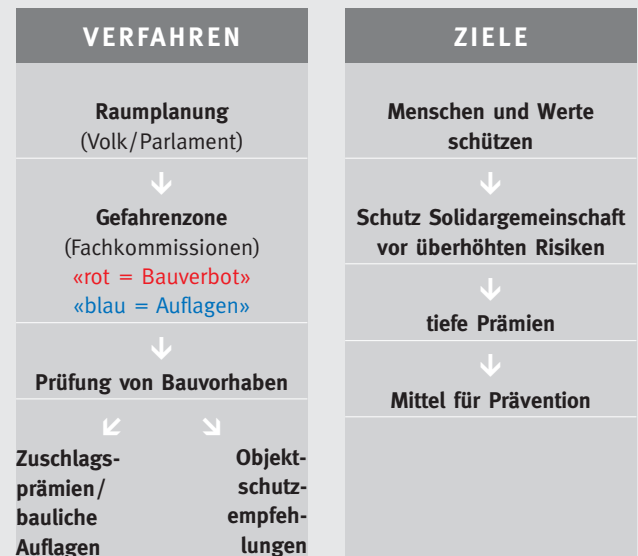 VERFAHREN
Raumplanung
(Volk/Parlament)
Gefahrenzone
(Fachkommissionen)
«rot = Bauverbot»
«blau = Auflagen»
Prüfung von Bauvorhaben
Zuschlags-
prämien/
bauliche
Auflagen
Objekt-
schutz-
empfeh-
lungen
ZIELE
Menschen und Werte
schützen
Schutz Solidargemeinschaft
vor überhöhten Risiken
tiefe Prämien
Mittel für Prävention